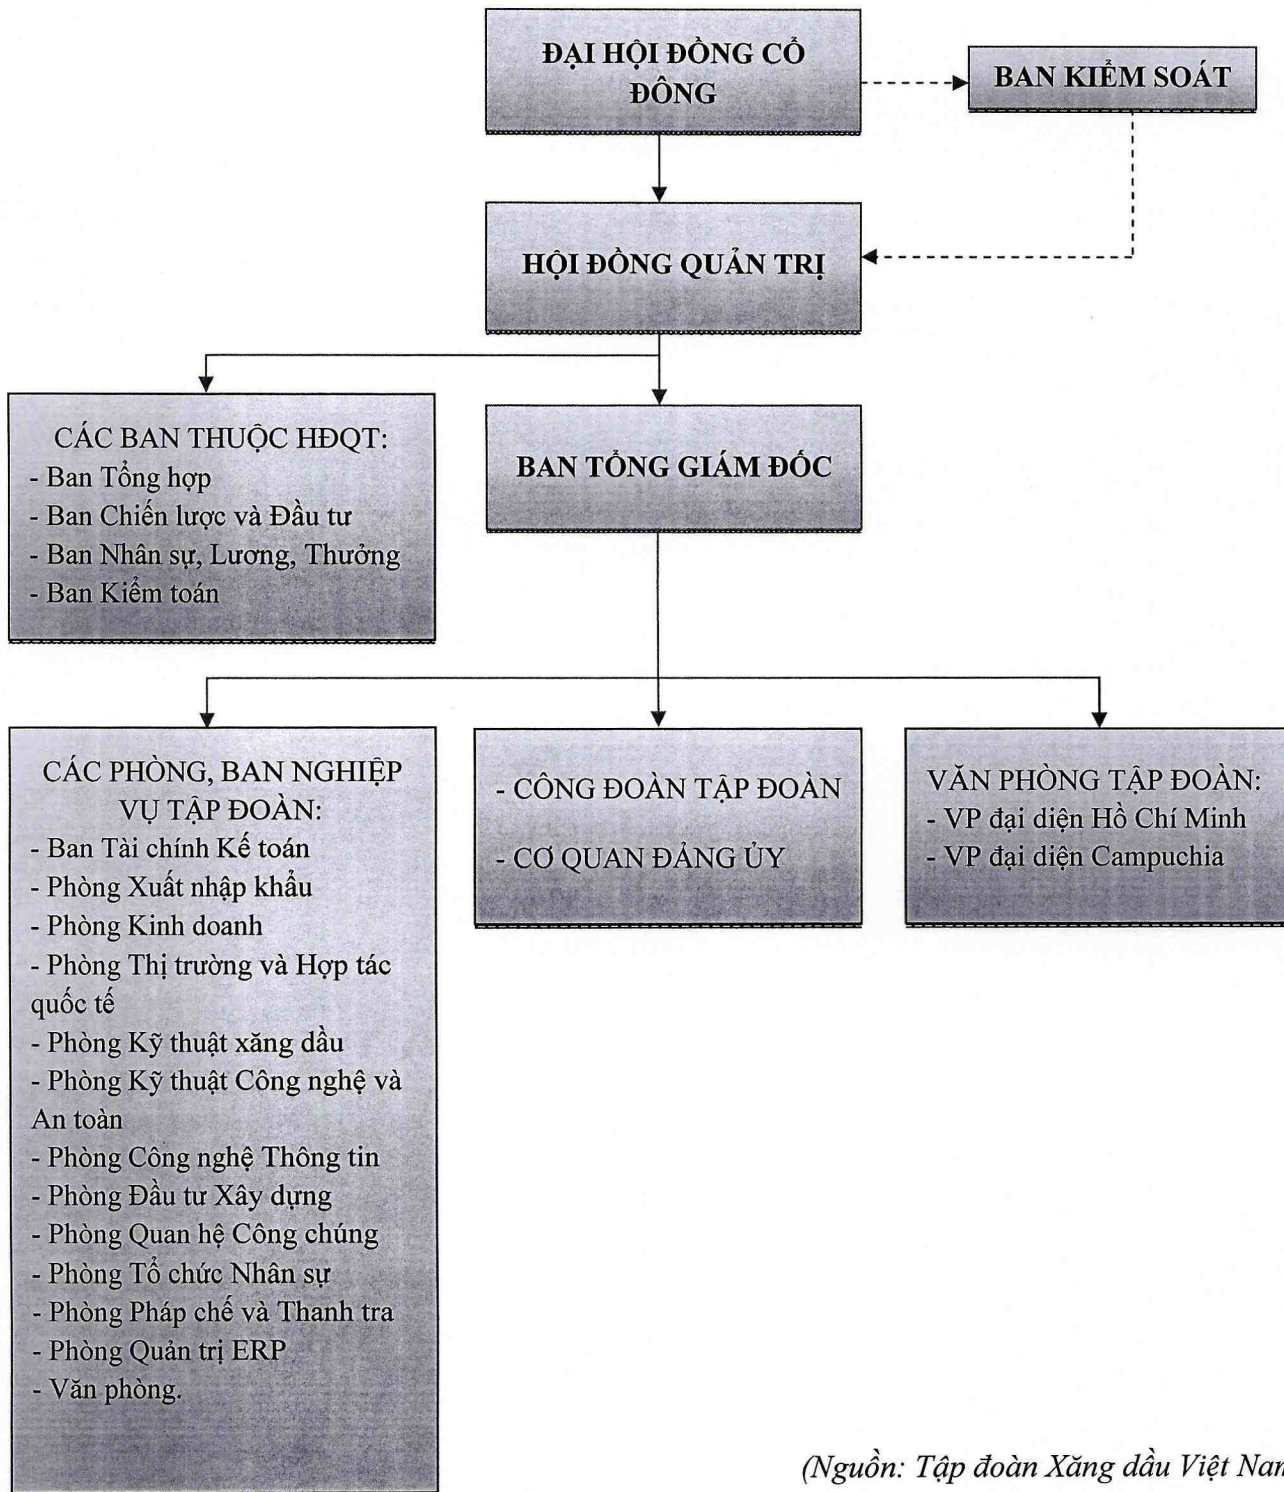 ĐẠI HỘI ĐỒNG CỔ
ĐÔNG
BAN KIỂM SOÁT
HỘI ĐỒNG QUẢN TRỊ
CÁC BAN THUỘC HĐQT:
- Ban Tổng hợp
- Ban Chiến lược và Đầu tư
- Ban Nhân sự, Lương, Thưởng
- Ban Kiểm toán
BAN TỔNG GIÁM ĐỐC
CÁC PHÒNG, BAN NGHIỆP
VỤ TẬP ĐOÀN:
- Ban Tài chính Kế toán
- Phòng Xuất nhập khẩu
- Phòng Kinh doanh
- Phòng Thị trường và Hợp tác
quốc tế
- Phòng Kỹ thuật xăng dầu
- Phòng Kỹ thuật Công nghệ và
An toàn
- Phòng Công nghệ Thông tin
- Phòng Đầu tư Xây dựng
- Phòng Quan hệ Công chúng
- Phòng Tổ chức Nhân sự
- Phòng Pháp chế và Thanh tra
- Phòng Quản trị ERP
- Văn phòng.
- CÔNG ĐOÀN TẬP ĐOÀN
- CƠ QUAN ĐẢNG ỦY
VĂN PHÒNG TẬP ĐOÀN:
- VP đại diện Hồ Chí Minh
- VP đại diện Campuchia
(Nguồn: Tập đoàn Xăng dầu Việt Nam